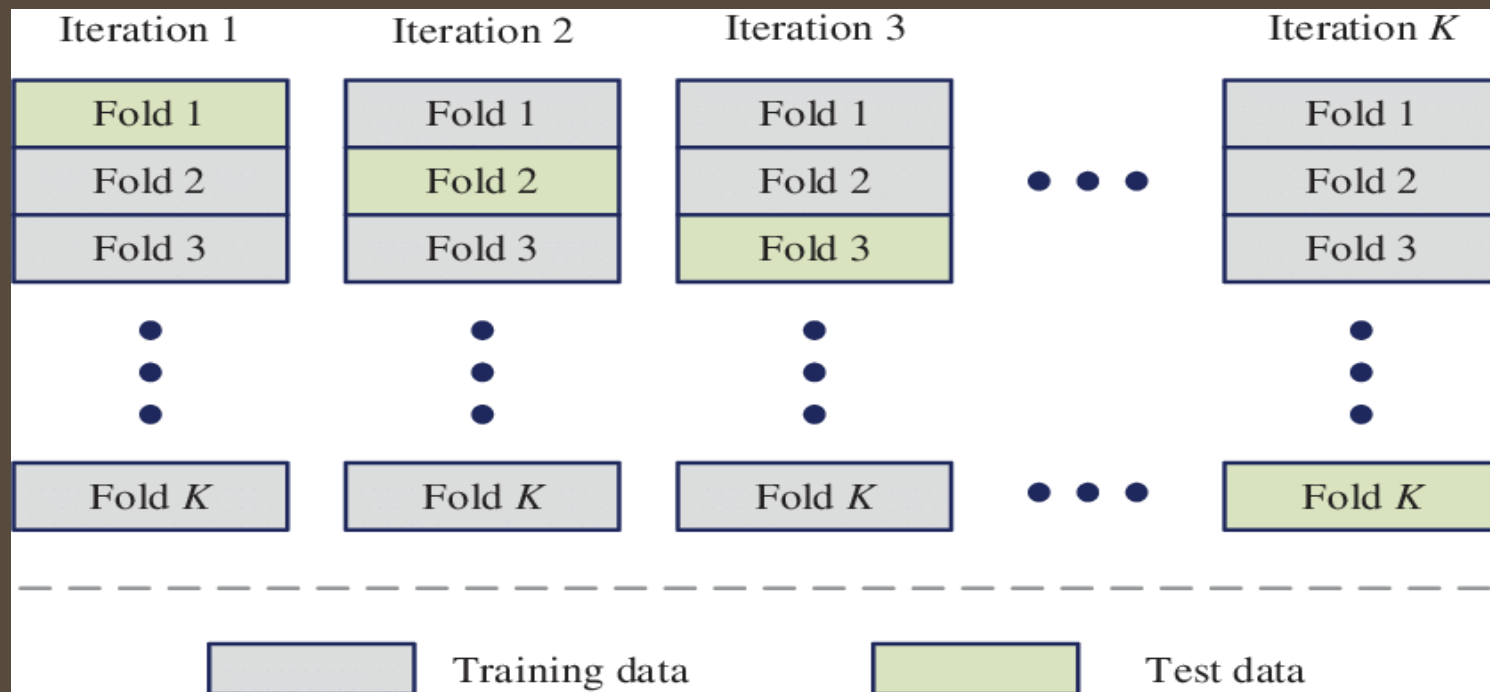 Iteration 1 Iteration 2 Iteration 3 Iteration K
Fold 1 Fold 1 Fold 1 Fold 1
Fold 2 Fold 2 Fold 2 Fold 2
Fold 3 Fold 3 Fold 3 Fold 3
Fold K Fold K Fold K Fold K
Training data Test data